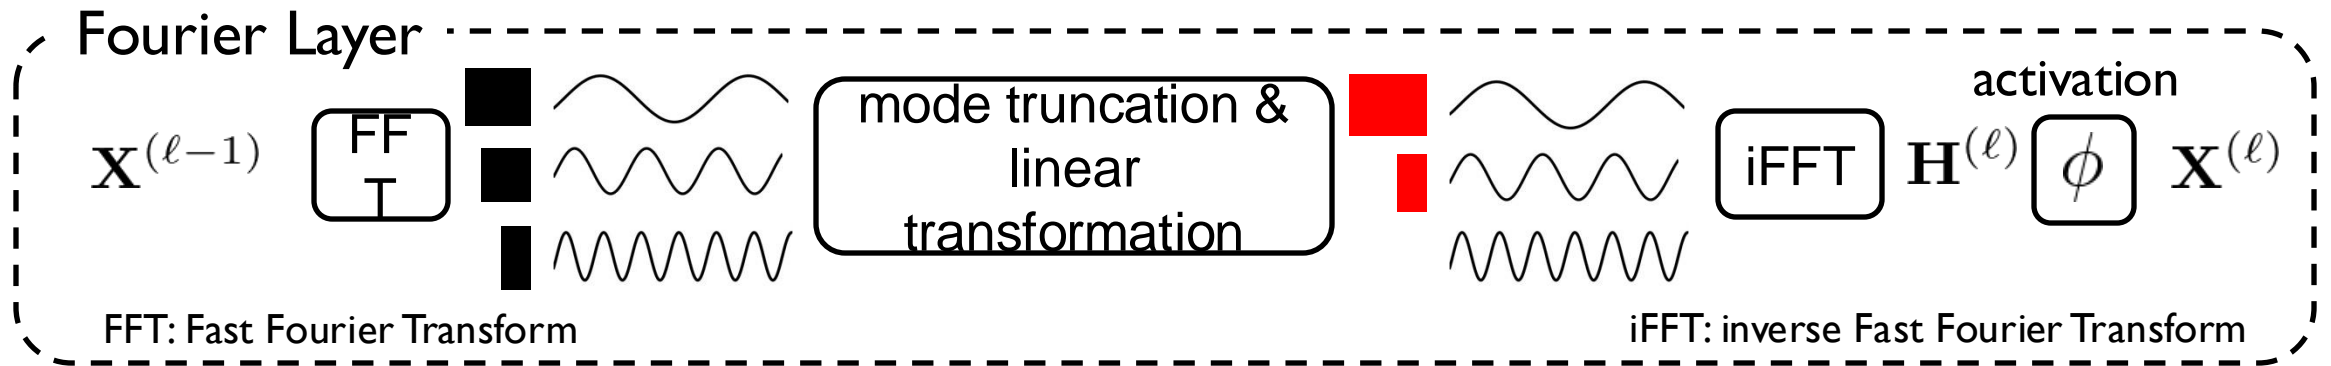 Fourier Layer
X^(ℓ−1)
FF
T
mode truncation &
linear
transformation
iFFT
H^(ℓ)
activation
ϕ
X^(ℓ)
FFT: Fast Fourier Transform
iFFT: inverse Fast Fourier Transform